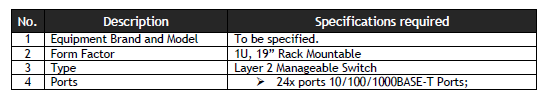 No. Description Specifications required
1 Equipment Brand and Model To be specified.
2 Form Factor 1U, 19” Rack Mountable
3 Type Layer 2 Manageable Switch
4 Ports ➢ 24x ports 10/100/1000BASE-T Ports;